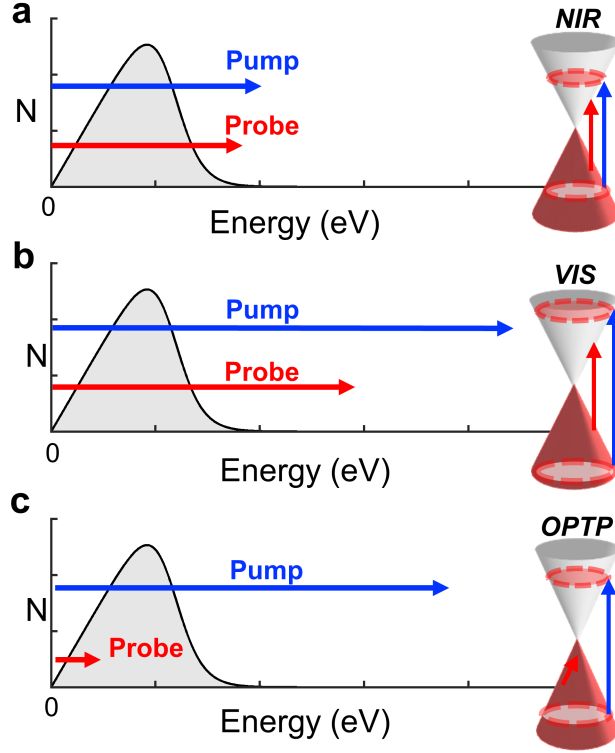 a
NIR
Pump
N
Probe
0
Energy (eV)
b
VIS
Pump
N
Probe
0
Energy (eV)
c
OPTP
Pump
N
Probe
0
Energy (eV)